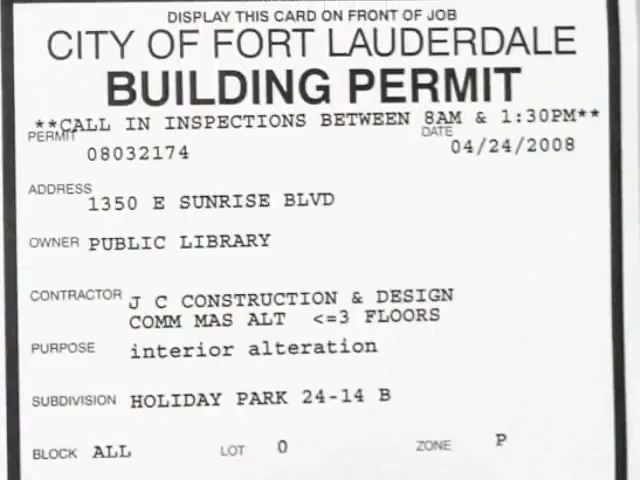 DISPLAY THIS CARD ON FRONT OF JOB
CITY OF FORT LAUDERDALE
BUILDING PERMIT
**CALL IN INSPECTIONS BETWEEN 8AM & 1:30PM**
PERMIT 08032174 DATE 04/24/2008
ADDRESS 1350 E SUNRISE BLVD
OWNER PUBLIC LIBRARY
CONTRACTOR J C CONSTRUCTION & DESIGN
COMM MAS ALT <=3 FLOORS
PURPOSE interior alteration
SUBDIVISION HOLIDAY PARK 24-14 B
BLOCK ALL LOT 0 ZONE P